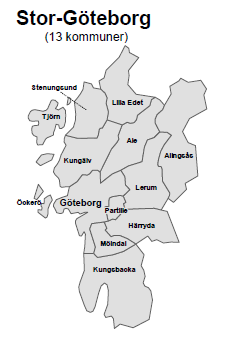 Stor-Göteborg
(13 kommuner)
Stenungsund
Lilla Edet
Tjörn
Ale
Alingsås
Kungälv
Lerum
Öckerö
Göteborg
Partille
Härryda
Mölndal
Kungsbacka